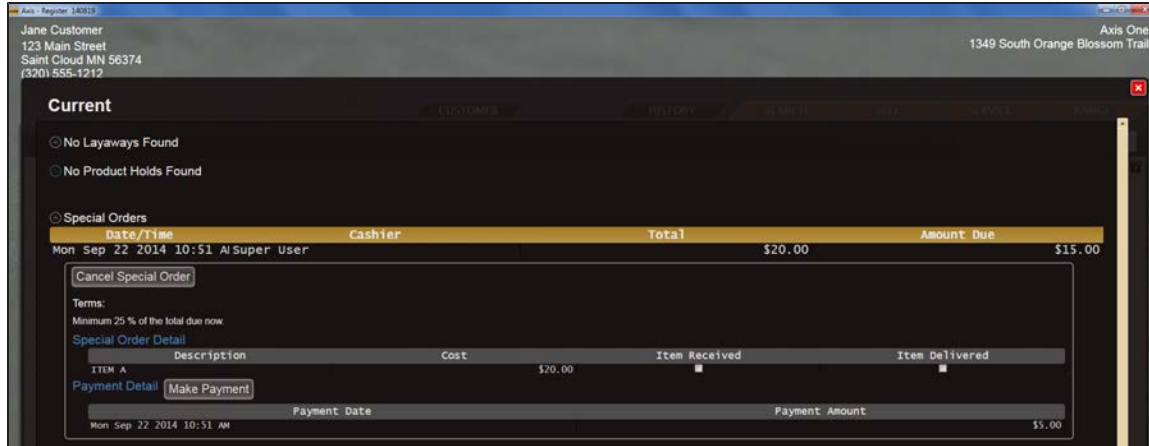 Axis - Register 140819
Jane Customer
123 Main Street
Saint Cloud MN 56374
(320) 555-1212
Axis One
1349 South Orange Blossom Trail
Current
CUSTOMER HISTORY SEARCH SELL SERVICE RANGE
No Layaways Found
No Product Holds Found
Special Orders
Date/Time Cashier Total Amount Due
Mon Sep 22 2014 10:51 A Super User $20.00 $15.00
Cancel Special Order
Terms:
Minimum 25 % of the total due now.
Special Order Detail
Description Cost Item Received Item Delivered
ITEM A $20.00
Payment Detail Make Payment
Payment Date Payment Amount
Mon Sep 22 2014 10:51 AM $5.00